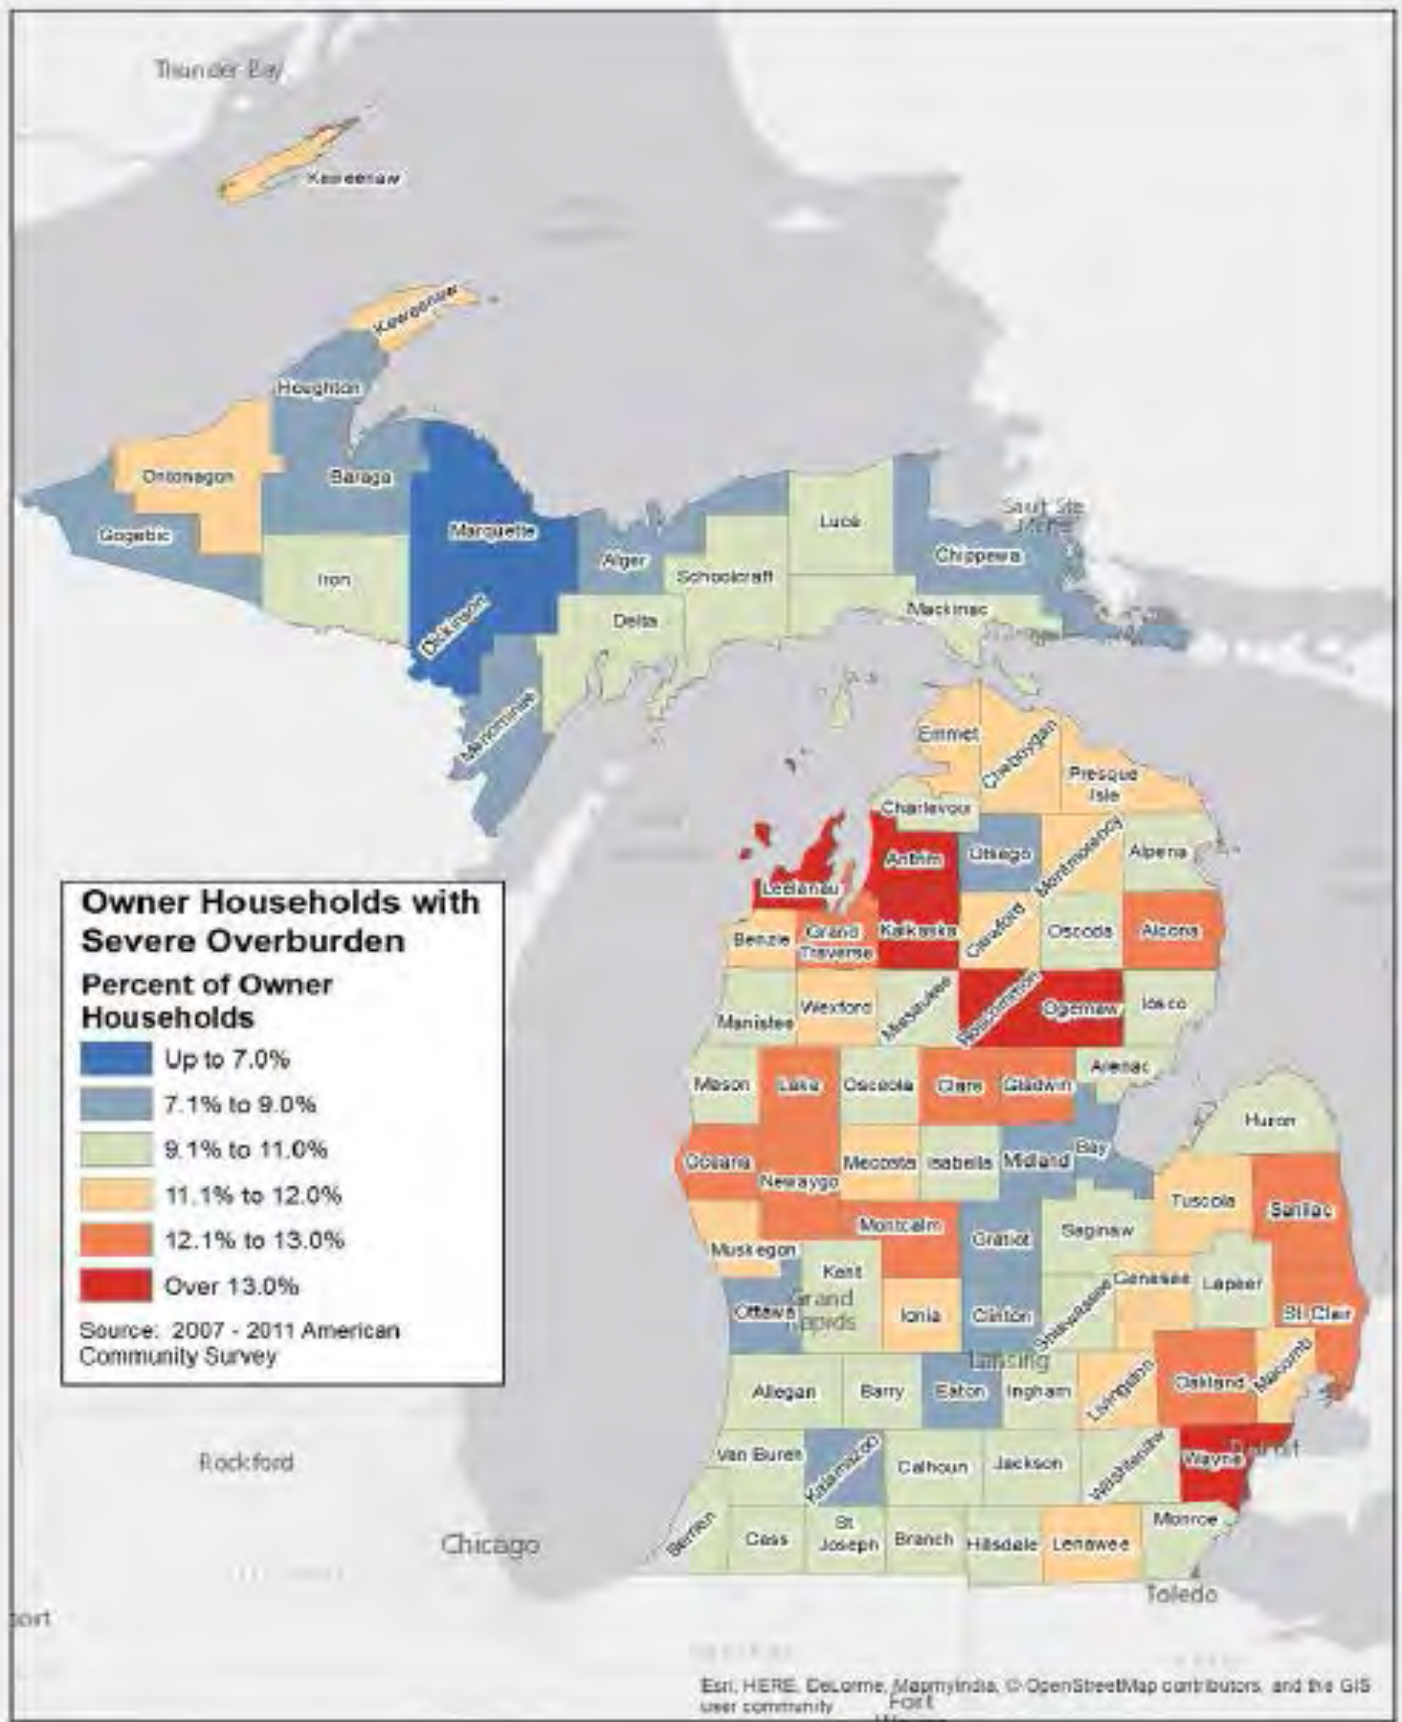 Thunder Bay
Keweenaw
Keweenaw
Houghton
Ontonagon
Baraga
Gogebic
Marquette
Iron
Dickinson
Menominee
Alger
Schoolcraft
Delta
Luce
Sault Ste
Marie
Chippewa
Mackinac
Emmet
Cheboygan
Presque
Isle
Charlevoix
Antrim
Otsego
Montmorency
Alpena
Leelanau
Benzie
Grand
Traverse
Kalkaska
Crawford
Oscoda
Alcona
Manistee
Wexford
Missaukee
Roscommon
Ogemaw
Iosco
Mason
Lake
Osceola
Clare
Gladwin
Arenac
Huron
Oceana
Newaygo
Mecosta
Isabella
Midland
Bay
Tuscola
Sanilac
Muskegon
Montcalm
Gratiot
Saginaw
Kent
Grand
Rapids
Ottawa
Ionia
Clinton
Shiawassee
Genesee
Lapeer
St Clair
Lansing
Allegan
Barry
Eaton
Ingham
Livingston
Oakland
Macomb
Van Buren
Kalamazoo
Calhoun
Jackson
Washtenaw
Wayne
Detroit
Berrien
Cass
St
Joseph
Branch
Hillsdale
Lenawee
Monroe
Toledo
Owner Households with
Severe Overburden
Percent of Owner
Households
Up to 7.0%
7.1% to 9.0%
9.1% to 11.0%
11.1% to 12.0%
12.1% to 13.0%
Over 13.0%
Source: 2007 - 2011 American
Community Survey
Rockford
Chicago
Esri, HERE, DeLorme, MapmyIndia, © OpenStreetMap contributors, and the GIS
user community
Fort